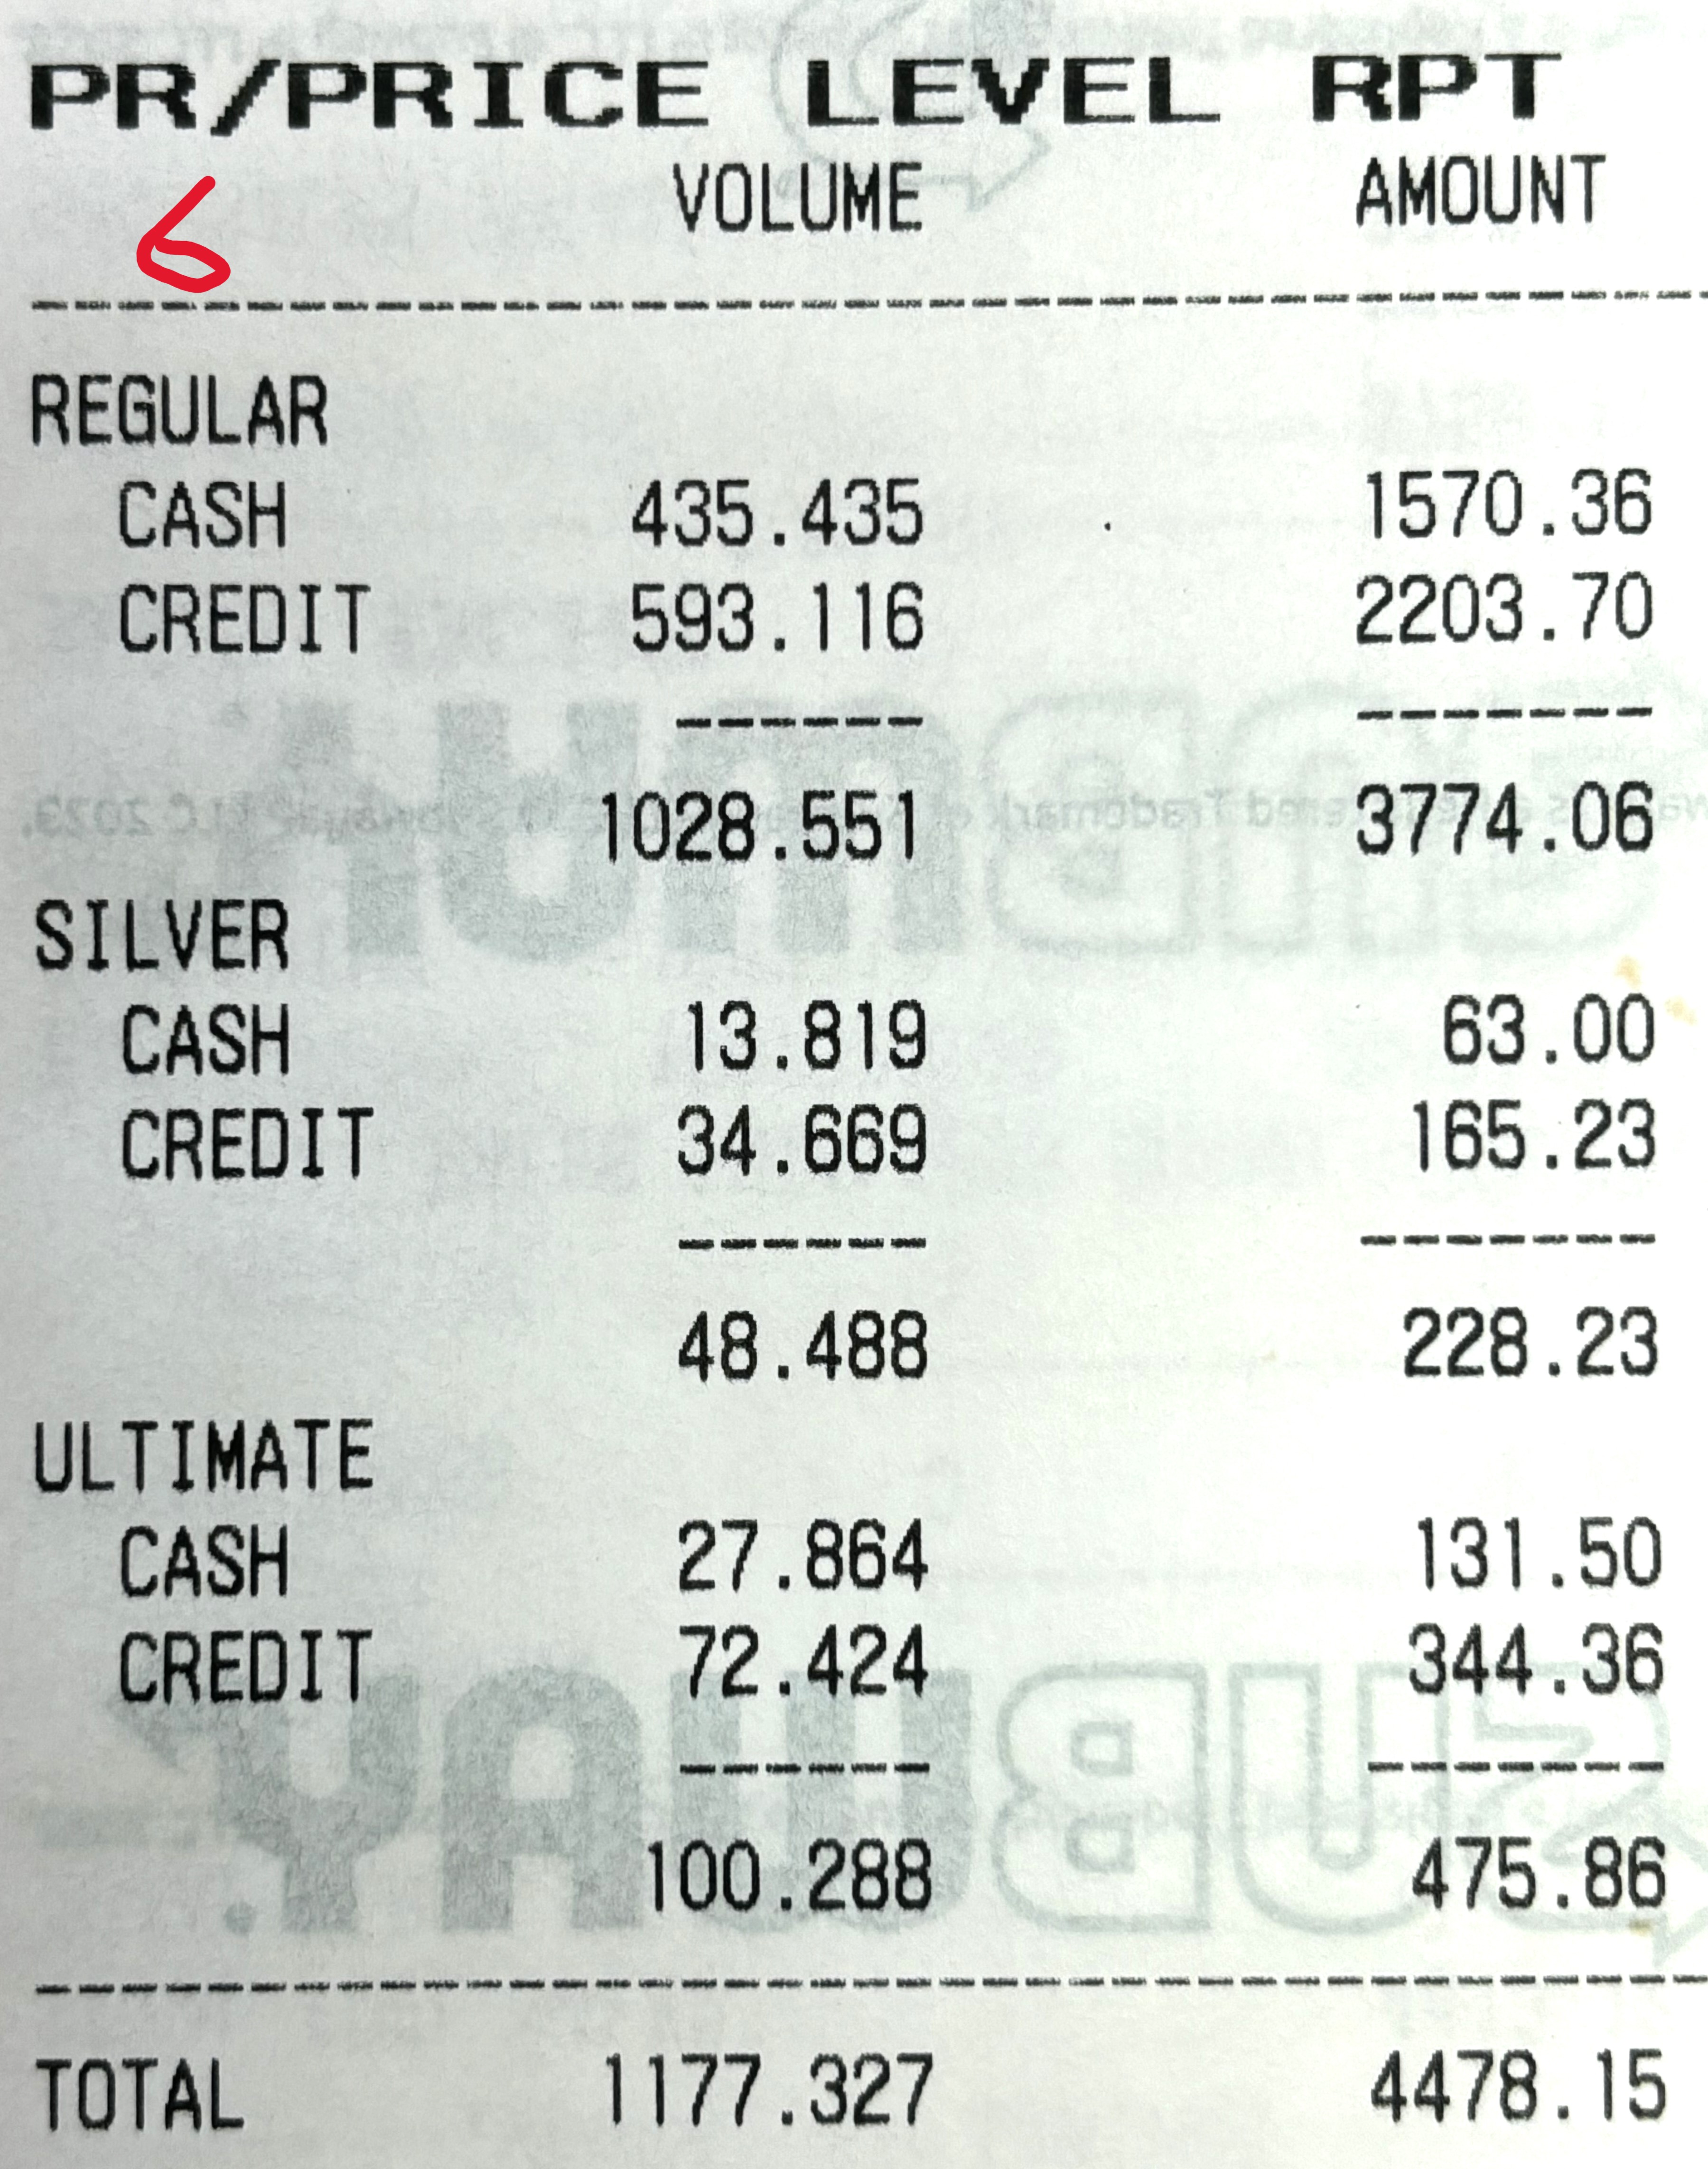 PR/PRICE LEVEL RPT
VOLUME AMOUNT
6
REGULAR
CASH 435.435 1570.36
CREDIT 593.116 2203.70
1028.551 3774.06
SILVER
CASH 13.819 63.00
CREDIT 34.669 165.23
48.488 228.23
ULTIMATE
CASH 27.864 131.50
CREDIT 72.424 344.36
100.288 475.86
TOTAL 1177.327 4478.15
SUBWAY